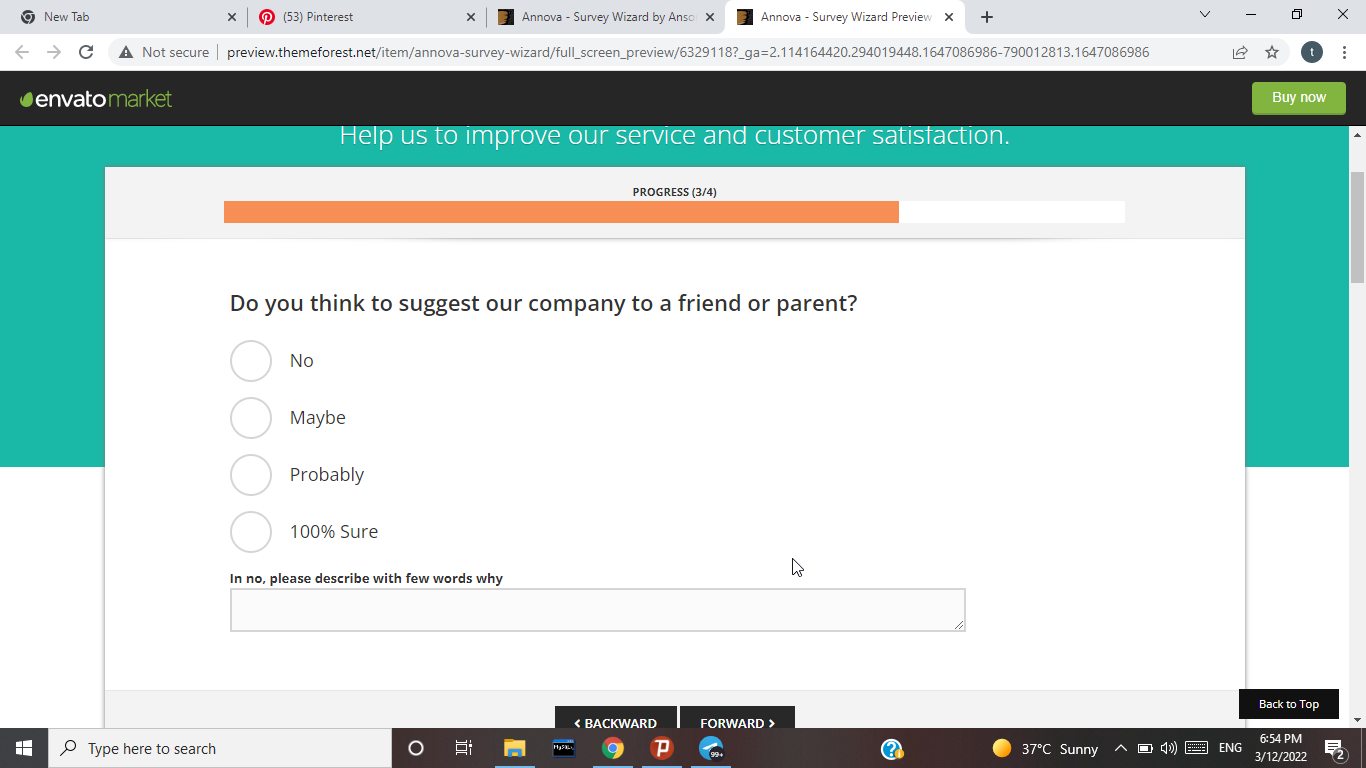 New Tab
(53) Pinterest
Annova - Survey Wizard by Anso
Annova - Survey Wizard Preview
Not secure
preview.themeforest.net/item/annova-survey-wizard/full_screen_preview/6329118?_ga=2.114164420.294019448.1647086986-790012813.1647086986
t
envatomarket
Buy now
Help us to improve our service and customer satisfaction.
PROGRESS (3/4)
Do you think to suggest our company to a friend or parent?
No
Maybe
Probably
100% Sure
In no, please describe with few words why
BACKWARD
FORWARD
Back to Top
Type here to search
MySQL
99+
37°C Sunny
ENG
6:54 PM
3/12/2022
2